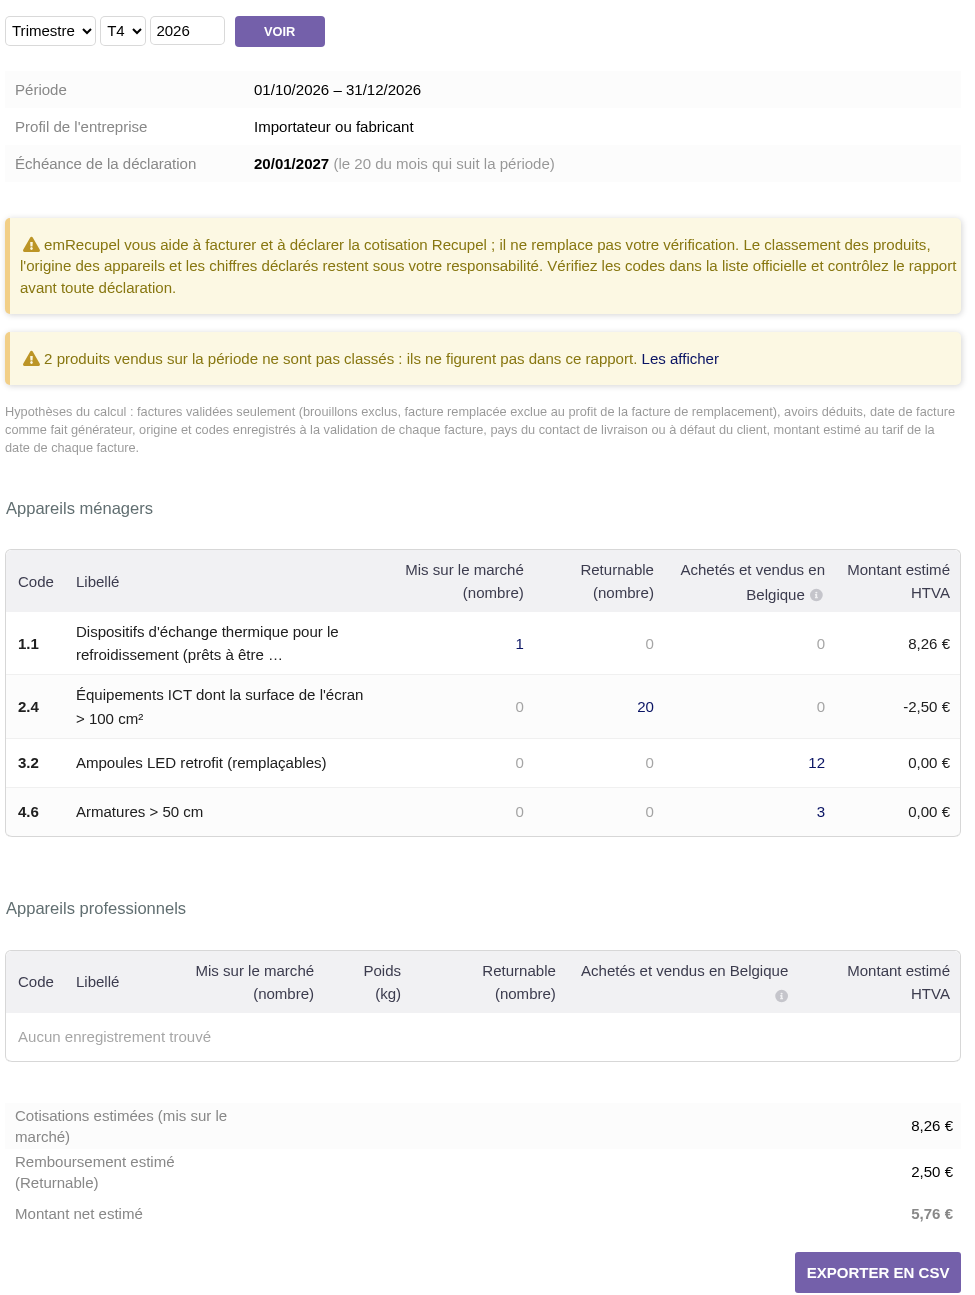 Trimestre T4 2026 VOIR
Période 01/10/2026 – 31/12/2026
Profil de l'entreprise Importateur ou fabricant
Échéance de la déclaration 20/01/2027 (le 20 du mois qui suit la période)
emRecupel vous aide à facturer et à déclarer la cotisation Recupel ; il ne remplace pas votre vérification. Le classement des produits,
l'origine des appareils et les chiffres déclarés restent sous votre responsabilité. Vérifiez les codes dans la liste officielle et contrôlez le rapport
avant toute déclaration.
2 produits vendus sur la période ne sont pas classés : ils ne figurent pas dans ce rapport. Les afficher
Hypothèses du calcul : factures validées seulement (brouillons exclus, facture remplacée exclue au profit de la facture de remplacement), avoirs déduits, date de facture
comme fait générateur, origine et codes enregistrés à la validation de chaque facture, pays du contact de livraison ou à défaut du client, montant estimé au tarif de la
date de chaque facture.
Appareils ménagers
Code Libellé Mis sur le marché (nombre) Returnable (nombre) Achetés et vendus en Belgique Montant estimé HTVA
1.1 Dispositifs d'échange thermique pour le refroidissement (prêts à être … 1 0 0 8,26 €
2.4 Équipements ICT dont la surface de l'écran > 100 cm² 0 20 0 -2,50 €
3.2 Ampoules LED retrofit (remplaçables) 0 0 12 0,00 €
4.6 Armatures > 50 cm 0 0 3 0,00 €
Appareils professionnels
Code Libellé Mis sur le marché (nombre) Poids (kg) Returnable (nombre) Achetés et vendus en Belgique Montant estimé HTVA
Aucun enregistrement trouvé
Cotisations estimées (mis sur le marché) 8,26 €
Remboursement estimé (Returnable) 2,50 €
Montant net estimé 5,76 €
EXPORTER EN CSV